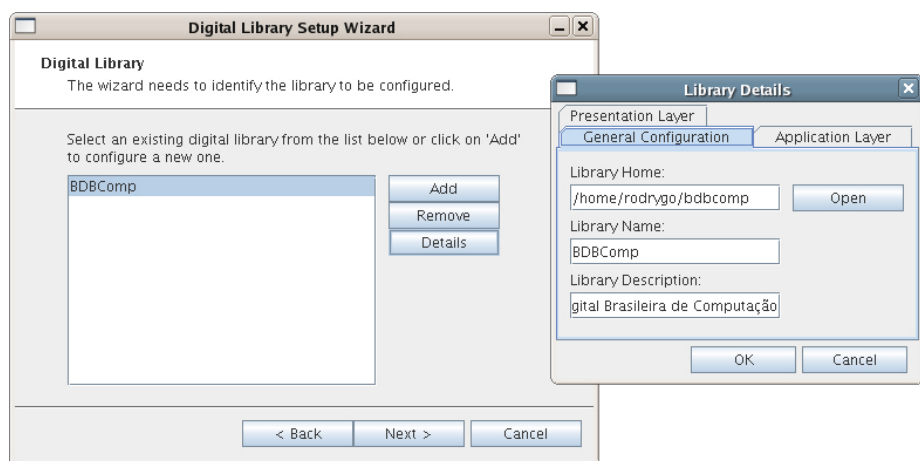 Digital Library Setup Wizard
Digital Library
The wizard needs to identify the library to be configured.
Select an existing digital library from the list below or click on 'Add'
to configure a new one.
BDBComp
Add
Remove
Details
< Back
Next >
Cancel
Library Details
Presentation Layer
General Configuration
Application Layer
Library Home:
/home/rodrygo/bdbcomp
Open
Library Name:
BDBComp
Library Description:
gital Brasileira de Computação
OK
Cancel